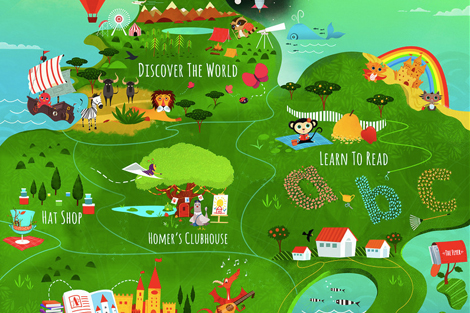 DISCOVER THE WORLD
LEARN TO READ
a b c
HAT SHOP
HOMER'S CLUBHOUSE